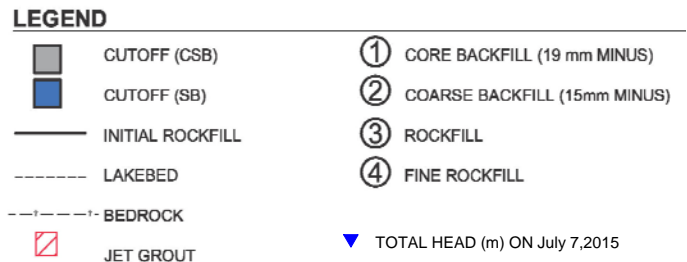 LEGEND
CUTOFF (CSB)
CUTOFF (SB)
INITIAL ROCKFILL
LAKEBED
BEDROCK
JET GROUT
1 CORE BACKFILL (19 mm MINUS)
2 COARSE BACKFILL (15mm MINUS)
3 ROCKFILL
4 FINE ROCKFILL
TOTAL HEAD (m) ON July 7,2015